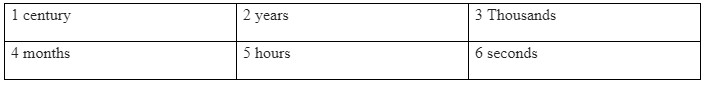 1 century 2 years 3 Thousands
4 months 5 hours 6 seconds